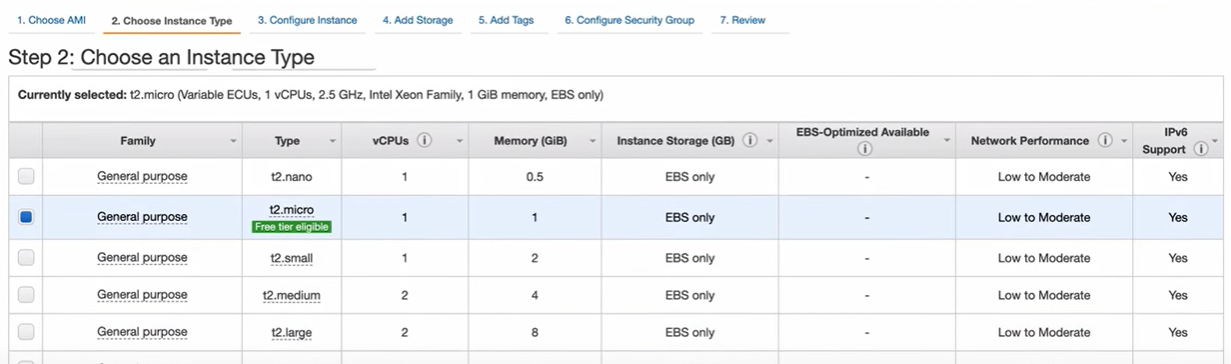 1. Choose AMI 2. Choose Instance Type 3. Configure Instance 4. Add Storage 5. Add Tags 6. Configure Security Group 7. Review
Step 2: Choose an Instance Type
Currently selected: t2.micro (Variable ECUs, 1 vCPUs, 2.5 GHz, Intel Xeon Family, 1 GiB memory, EBS only)
Family Type vCPUs Memory (GiB) Instance Storage (GB) EBS-Optimized Available Network Performance IPv6 Support
General purpose t2.nano 1 0.5 EBS only - Low to Moderate Yes
General purpose t2.micro Free tier eligible 1 1 EBS only - Low to Moderate Yes
General purpose t2.small 1 2 EBS only - Low to Moderate Yes
General purpose t2.medium 2 4 EBS only - Low to Moderate Yes
General purpose t2.large 2 8 EBS only - Low to Moderate Yes